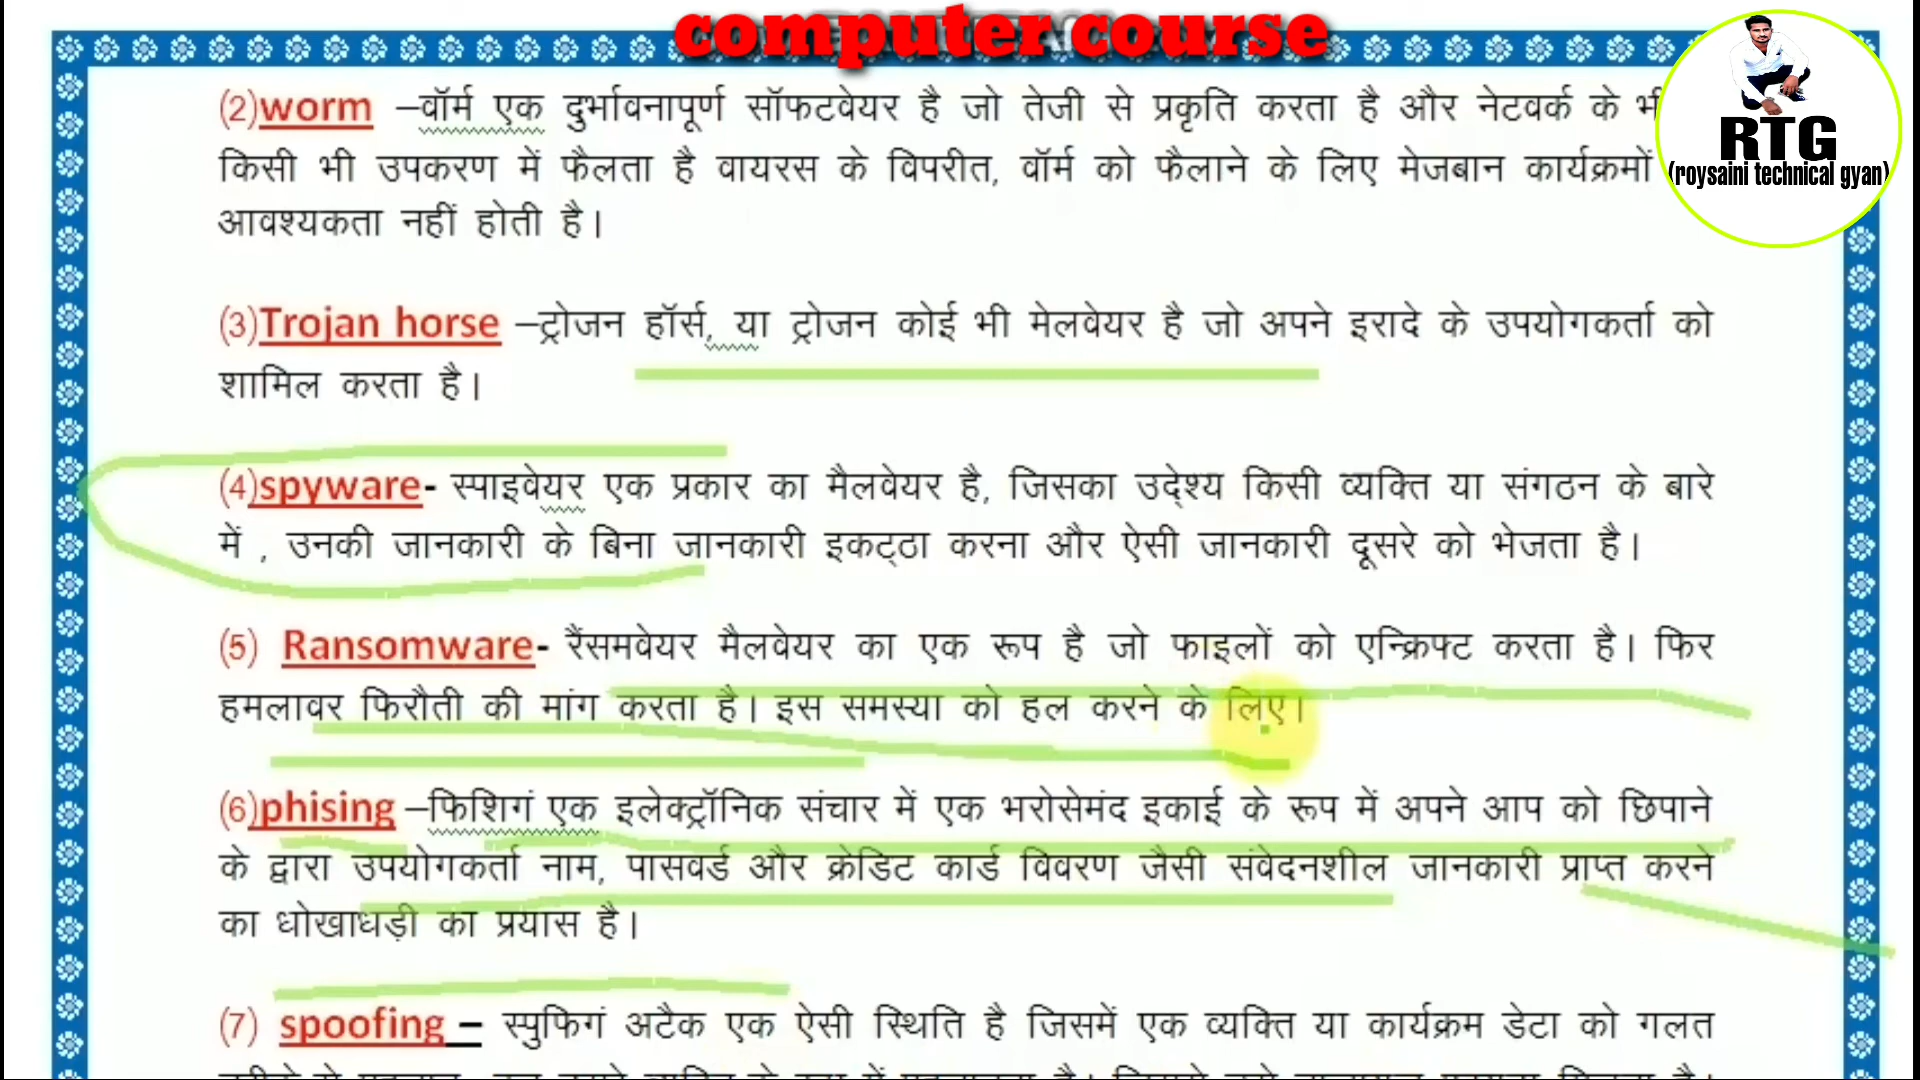 computer course
RTG
(roysaini technical gyan)
(2)worm –वॉर्म एक दुर्भावनापूर्ण सॉफटवेयर है जो तेजी से प्रकृति करता है और नेटवर्क के
किसी भी उपकरण में फैलता है वायरस के विपरीत, वॉर्म को फैलाने के लिए मेजबान कार्यक्रमों
आवश्यकता नहीं होती है।
(3)Trojan horse –ट्रोजन हॉर्स, या ट्रोजन कोई भी मेलवेयर है जो अपने इरादे के उपयोगकर्ता को
शामिल करता है।
(4)spyware- स्पाइवेयर एक प्रकार का मैलवेयर है, जिसका उद्देश्य किसी व्यक्ति या संगठन के बारे
में , उनकी जानकारी के बिना जानकारी इकट्ठा करना और ऐसी जानकारी दूसरे को भेजता है।
(5) Ransomware- रैंसमवेयर मैलवेयर का एक रूप है जो फाइलों को एन्क्रिफ्ट करता है। फिर
हमलावर फिरौती की मांग करता है। इस समस्या को हल करने के लिए।
(6)phising –फिशिगं एक इलेक्ट्रॉनिक संचार में एक भरोसेमंद इकाई के रूप में अपने आप को छिपाने
के द्वारा उपयोगकर्ता नाम, पासवर्ड और क्रेडिट कार्ड विवरण जैसी संवेदनशील जानकारी प्राप्त करने
का धोखाधड़ी का प्रयास है।
(7) spoofing – स्पुफिगं अटैक एक ऐसी स्थिति है जिसमें एक व्यक्ति या कार्यक्रम डेटा को गलत